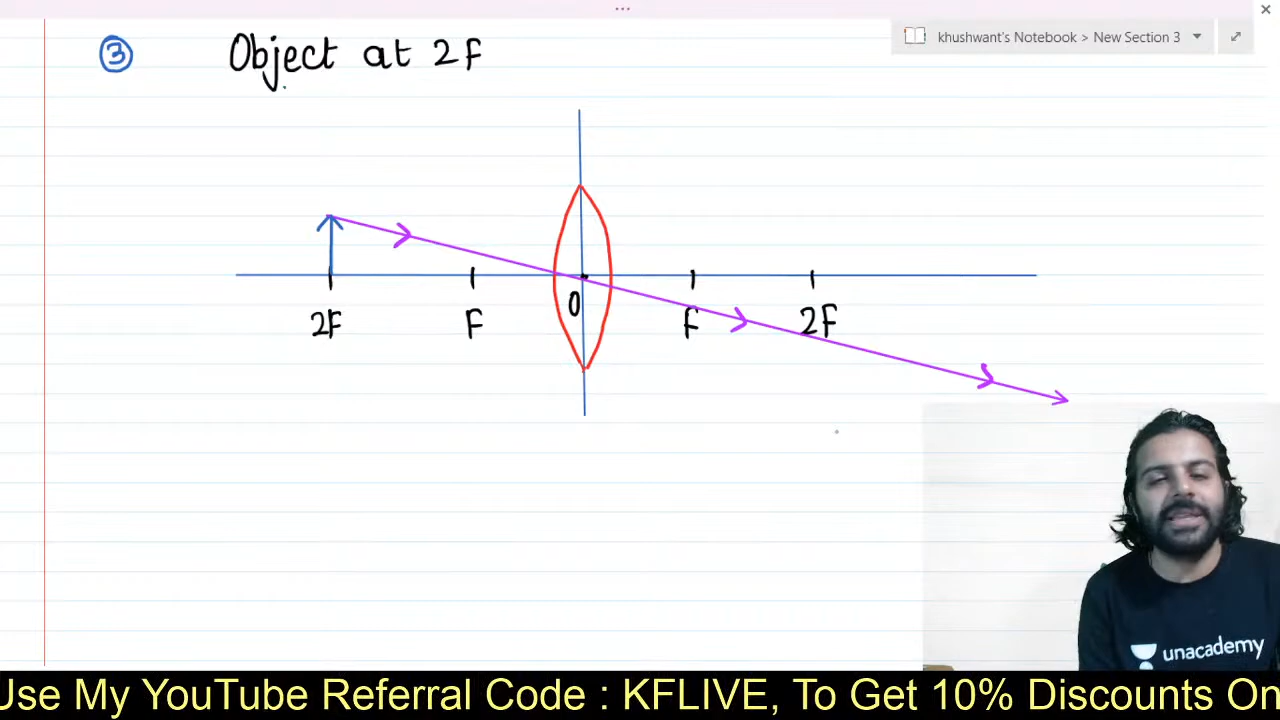 ③ Object at 2F
khushwant's Notebook > New Section 3
2F F O F 2F
unacademy
Use My YouTube Referral Code : KFLIVE, To Get 10% Discounts On